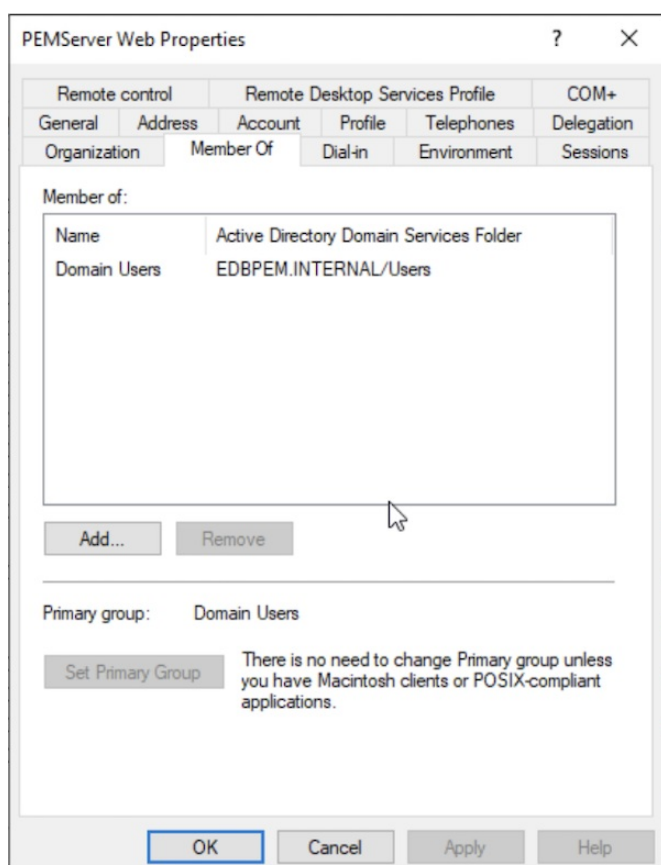 PEMServer Web Properties ? ×
Remote control Remote Desktop Services Profile COM+
General Address Account Profile Telephones Delegation
Organization Member Of Dial-in Environment Sessions
Member of:
Name Active Directory Domain Services Folder
Domain Users EDBPEM.INTERNAL/Users
Add... Remove
Primary group: Domain Users
Set Primary Group
There is no need to change Primary group unless
you have Macintosh clients or POSIX-compliant
applications.
OK Cancel Apply Help